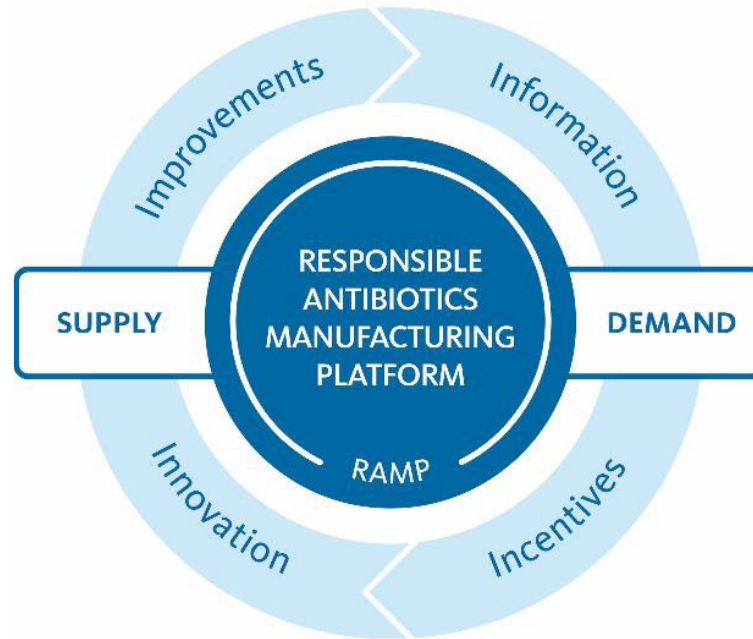 Improvements
Information
SUPPLY
RESPONSIBLE
ANTIBIOTICS
MANUFACTURING
PLATFORM
RAMP
DEMAND
Innovation
Incentives